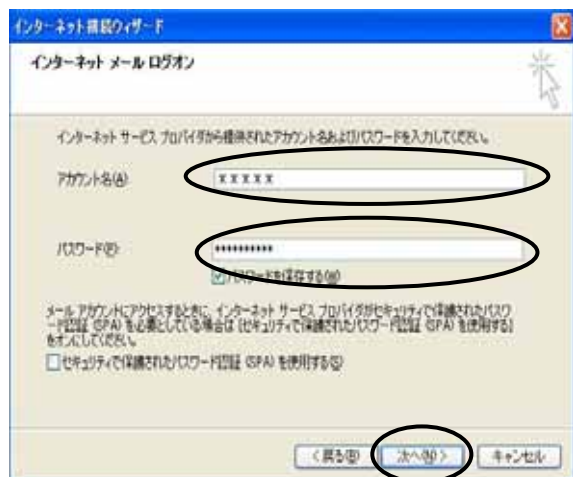 インターネット接続ウィザード
インターネット メール ログオン
インターネット サービス プロバイダから提供されたアカウント名およびパスワードを入力してください。
アカウント名(A)
xxxxx
パスワード(P)
**********
パスワードを保存する(W)
メール アカウントにアクセスするときに、インターネット サービス プロバイダがセキュリティで保護されたパスワ
ード認証 (SPA) を必要としている場合は [セキュリティで保護されたパスワード認証 (SPA) を使用する]
をオンにしてください。
セキュリティで保護されたパスワード認証 (SPA) を使用する(S)
< 戻る(B)
次へ(N) >
キャンセル